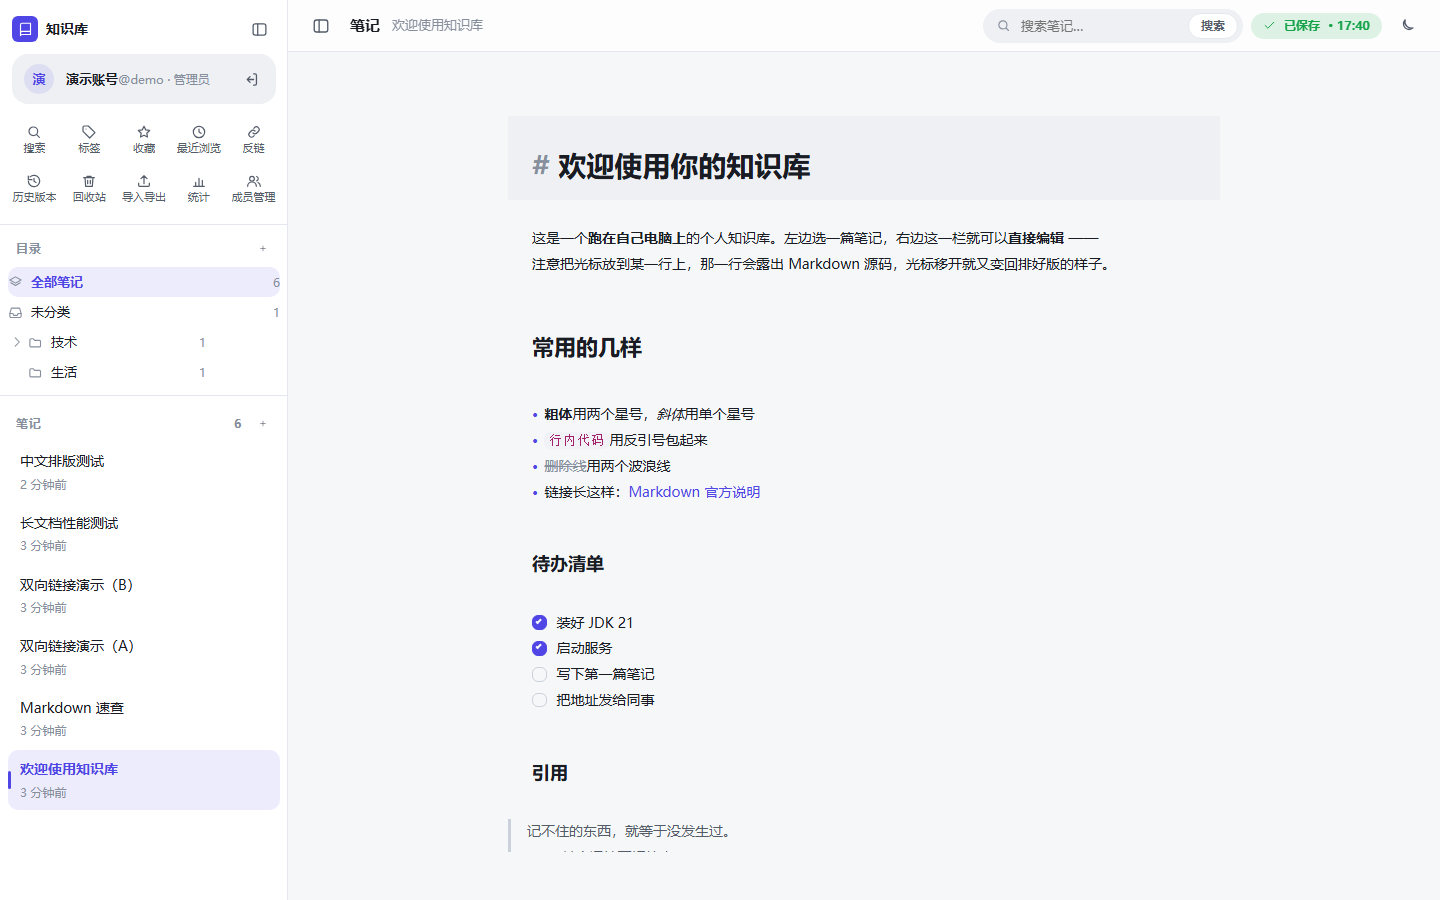 知识库
演 演示账号@demo · 管理员
搜索 标签 收藏 最近浏览 反链
历史版本 回收站 导入导出 统计 成员管理
目录 +
全部笔记 6
未分类 1
技术 1
生活 1
笔记 6 +
中文排版测试
2 分钟前
长文档性能测试
3 分钟前
双向链接演示（B）
3 分钟前
双向链接演示（A）
3 分钟前
Markdown 速查
3 分钟前
欢迎使用知识库
3 分钟前
笔记 欢迎使用知识库
搜索笔记... 搜索
已保存 • 17:40
# 欢迎使用你的知识库
这是一个跑在自己电脑上的个人知识库。左边选一篇笔记，右边这一栏就可以直接编辑 ——
注意把光标放到某一行上，那一行会露出 Markdown 源码，光标移开就又变回排好版的样子。
常用的几样
• 粗体用两个星号，斜体用单个星号
• 行内代码 用反引号包起来
• 删除线用两个波浪线
• 链接长这样：Markdown 官方说明
待办清单
装好 JDK 21
启动服务
写下第一篇笔记
把地址发给同事
引用
记不住的东西，就等于没发生过。